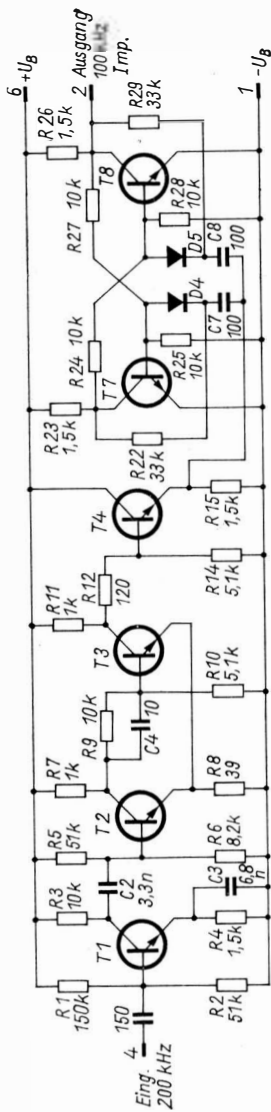 6 +U_B
2 Ausgang
100 kHz
Imp.
1 -U_B
R26
1,5k
R29
33k
R27
10k
T8
R28
10k
D5
C8
100
R24
10k
D4
C7
100
R23
1,5k
T7
R25
10k
R22
33k
T4
R15
1,5k
R11
1k
R12
120
R14
5,1k
T3
R9
10k
C4
10
R10
5,1k
R7
1k
T2
R8
39
R5
51k
C2
3,3n
R6
8,2k
R3
10k
T1
C3
6,8
n
R4
1,5k
R1
150k
150
R2
51k
4
Eing.
200 kHz